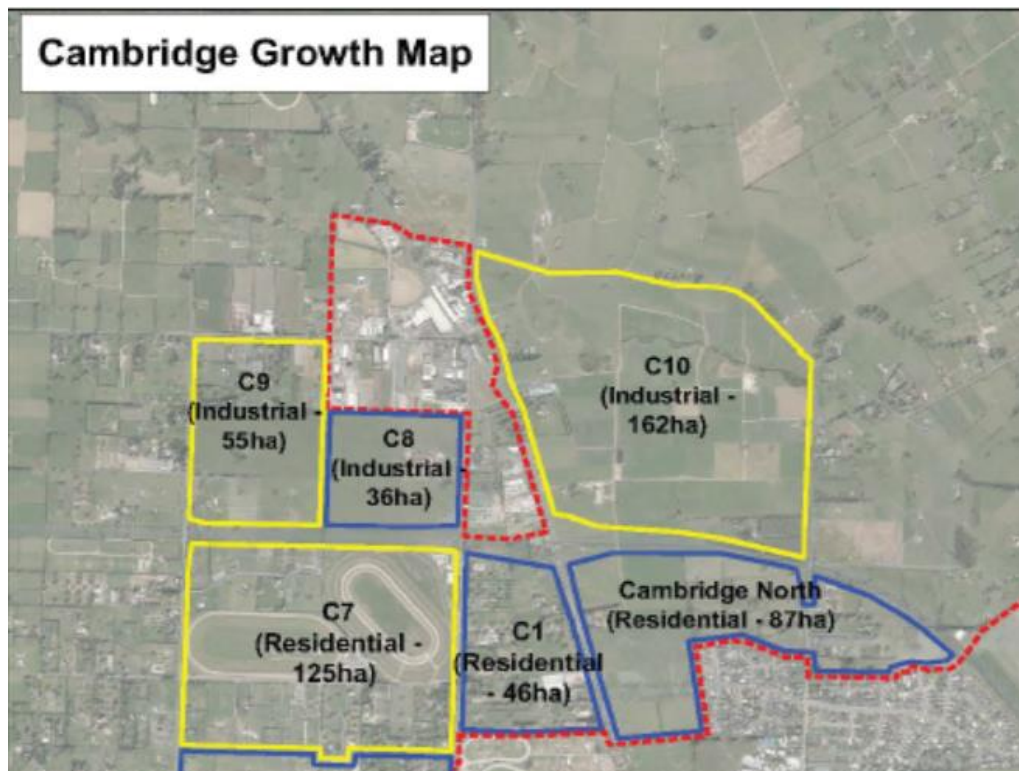 Cambridge Growth Map
C9
(Industrial -
55ha)
C8
(Industrial -
36ha)
C10
(Industrial -
162ha)
C7
(Residential -
125ha)
C1
(Residential
- 46ha)
Cambridge North
(Residential - 87ha)